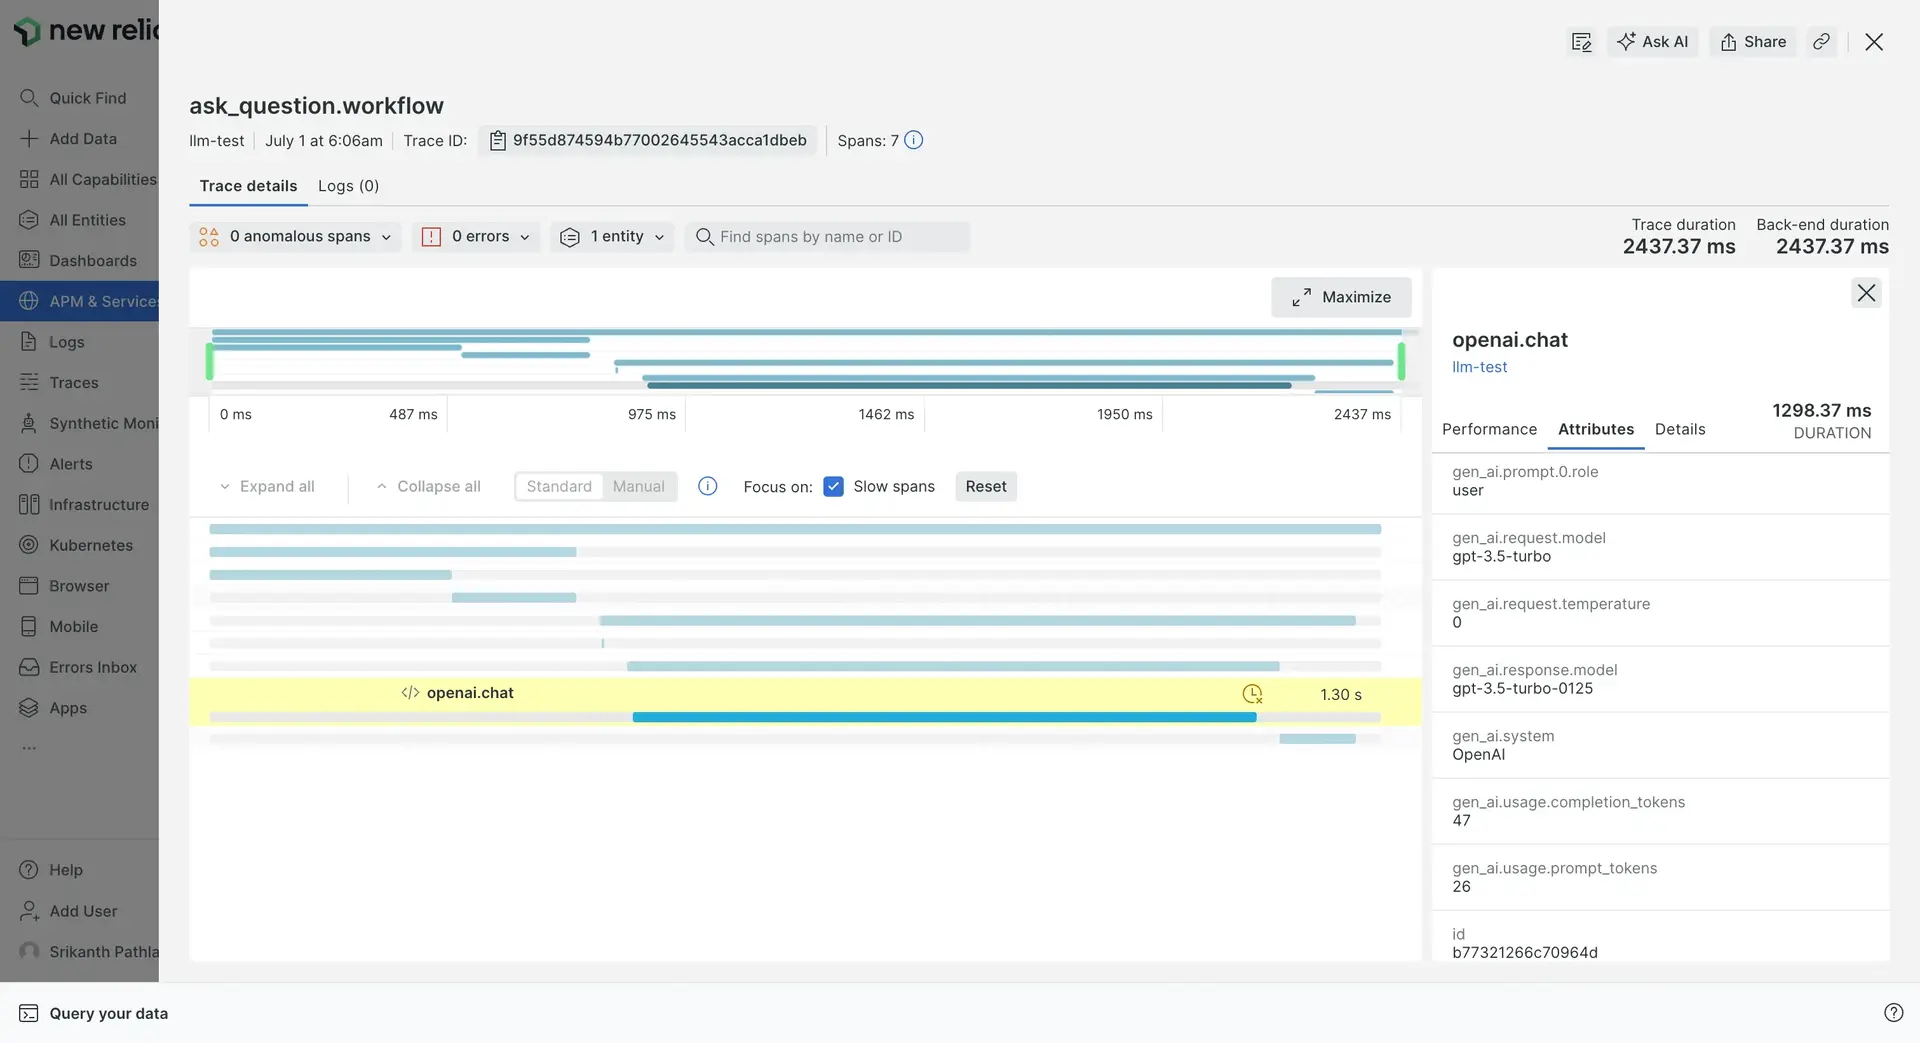 new relic
Quick Find
Add Data
All Capabilities
All Entities
Dashboards
APM & Services
Logs
Traces
Synthetic Moni
Alerts
Infrastructure
Kubernetes
Browser
Mobile
Errors Inbox
Apps
...
Help
Add User
Srikanth Pathla
Query your data
Ask AI
Share
ask_question.workflow
llm-test
July 1 at 6:06am
Trace ID:
9f55d874594b77002645543acca1dbeb
Spans: 7
Trace details
Logs (0)
0 anomalous spans
0 errors
1 entity
Find spans by name or ID
Trace duration
2437.37 ms
Back-end duration
2437.37 ms
Maximize
0 ms
487 ms
975 ms
1462 ms
1950 ms
2437 ms
Expand all
Collapse all
Standard
Manual
Focus on:
Slow spans
Reset
</> openai.chat
1.30 s
openai.chat
llm-test
Performance
Attributes
Details
1298.37 ms
DURATION
gen_ai.prompt.0.role
user
gen_ai.request.model
gpt-3.5-turbo
gen_ai.request.temperature
0
gen_ai.response.model
gpt-3.5-turbo-0125
gen_ai.system
OpenAI
gen_ai.usage.completion_tokens
47
gen_ai.usage.prompt_tokens
26
id
b77321266c70964d